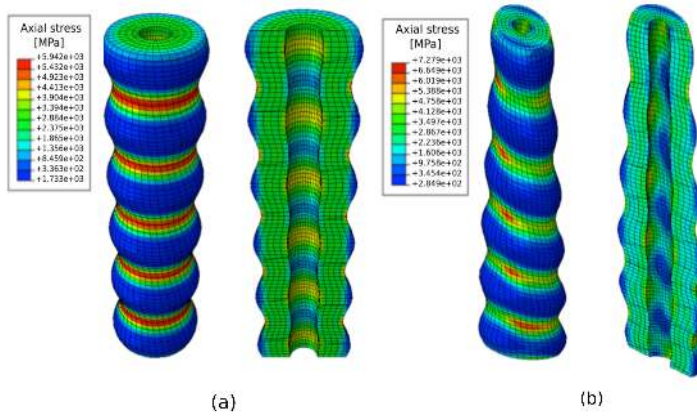 Axial stress
[MPa]
+5.942e+03
+5.432e+03
+4.923e+03
+4.413e+03
+3.904e+03
+3.394e+03
+2.884e+03
+2.375e+03
+1.865e+03
+1.356e+03
+8.459e+02
+3.363e+02
+1.733e+03
Axial stress
[MPa]
+7.279e+03
+6.649e+03
+6.019e+03
+5.388e+03
+4.758e+03
+4.128e+03
+3.497e+03
+2.867e+03
+2.236e+03
+1.606e+03
+9.758e+02
+3.454e+02
+2.849e+02
(a)
(b)